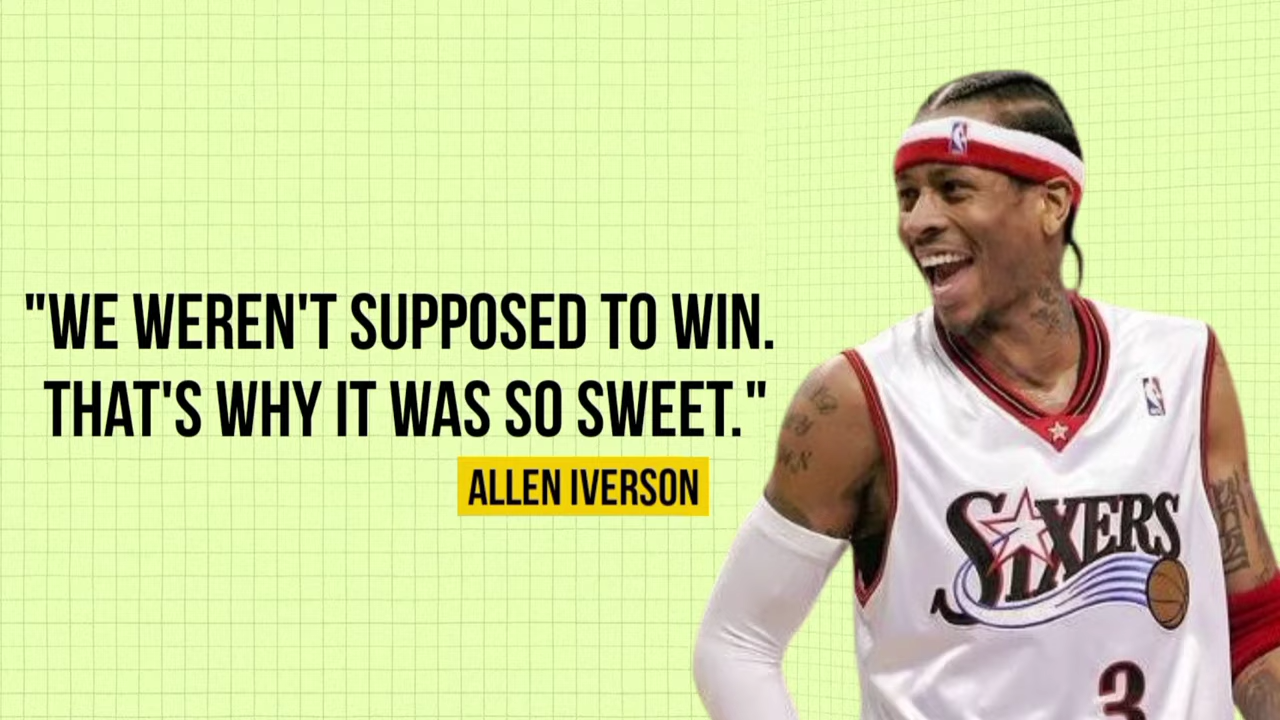 "WE WEREN'T SUPPOSED TO WIN.
THAT'S WHY IT WAS SO SWEET."
ALLEN IVERSON
SIXERS
3